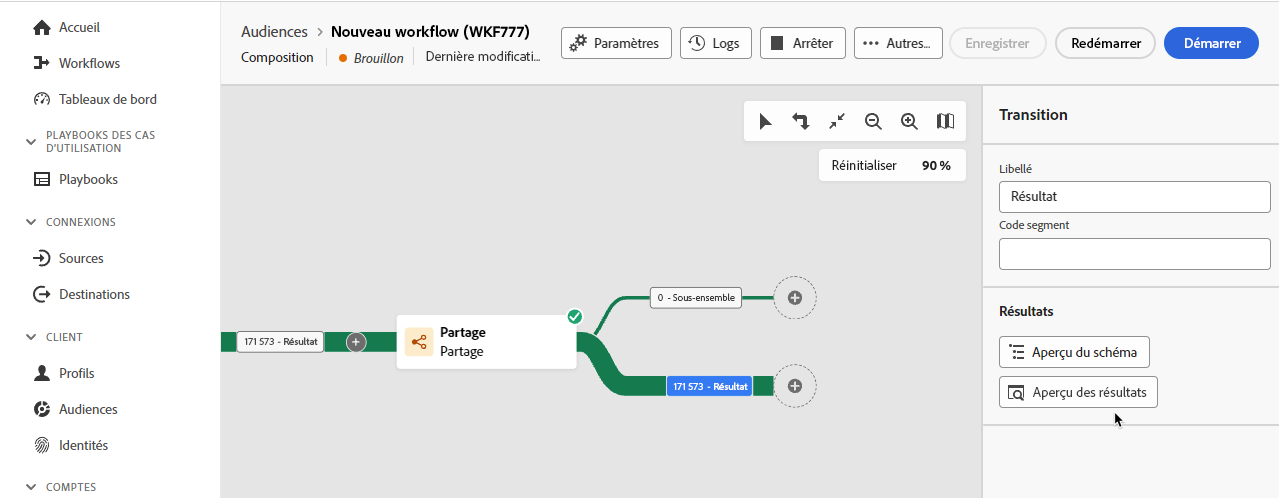 Accueil
Workflows
Tableaux de bord
PLAYBOOKS DES CAS
D'UTILISATION
Playbooks
CONNEXIONS
Sources
Destinations
CLIENT
Profils
Audiences
Identités
COMPTES
Audiences > Nouveau workflow (WKF777)
Composition
Brouillon
Dernière modificati...
Paramètres
Logs
Arrêter
Autres...
Enregistrer
Redémarrer
Démarrer
Réinitialiser
90 %
171 573 - Résultat
Partage
Partage
0 - Sous-ensemble
171 573 - Résultat
Transition
Libellé
Résultat
Code segment
Résultats
Aperçu du schéma
Aperçu des résultats